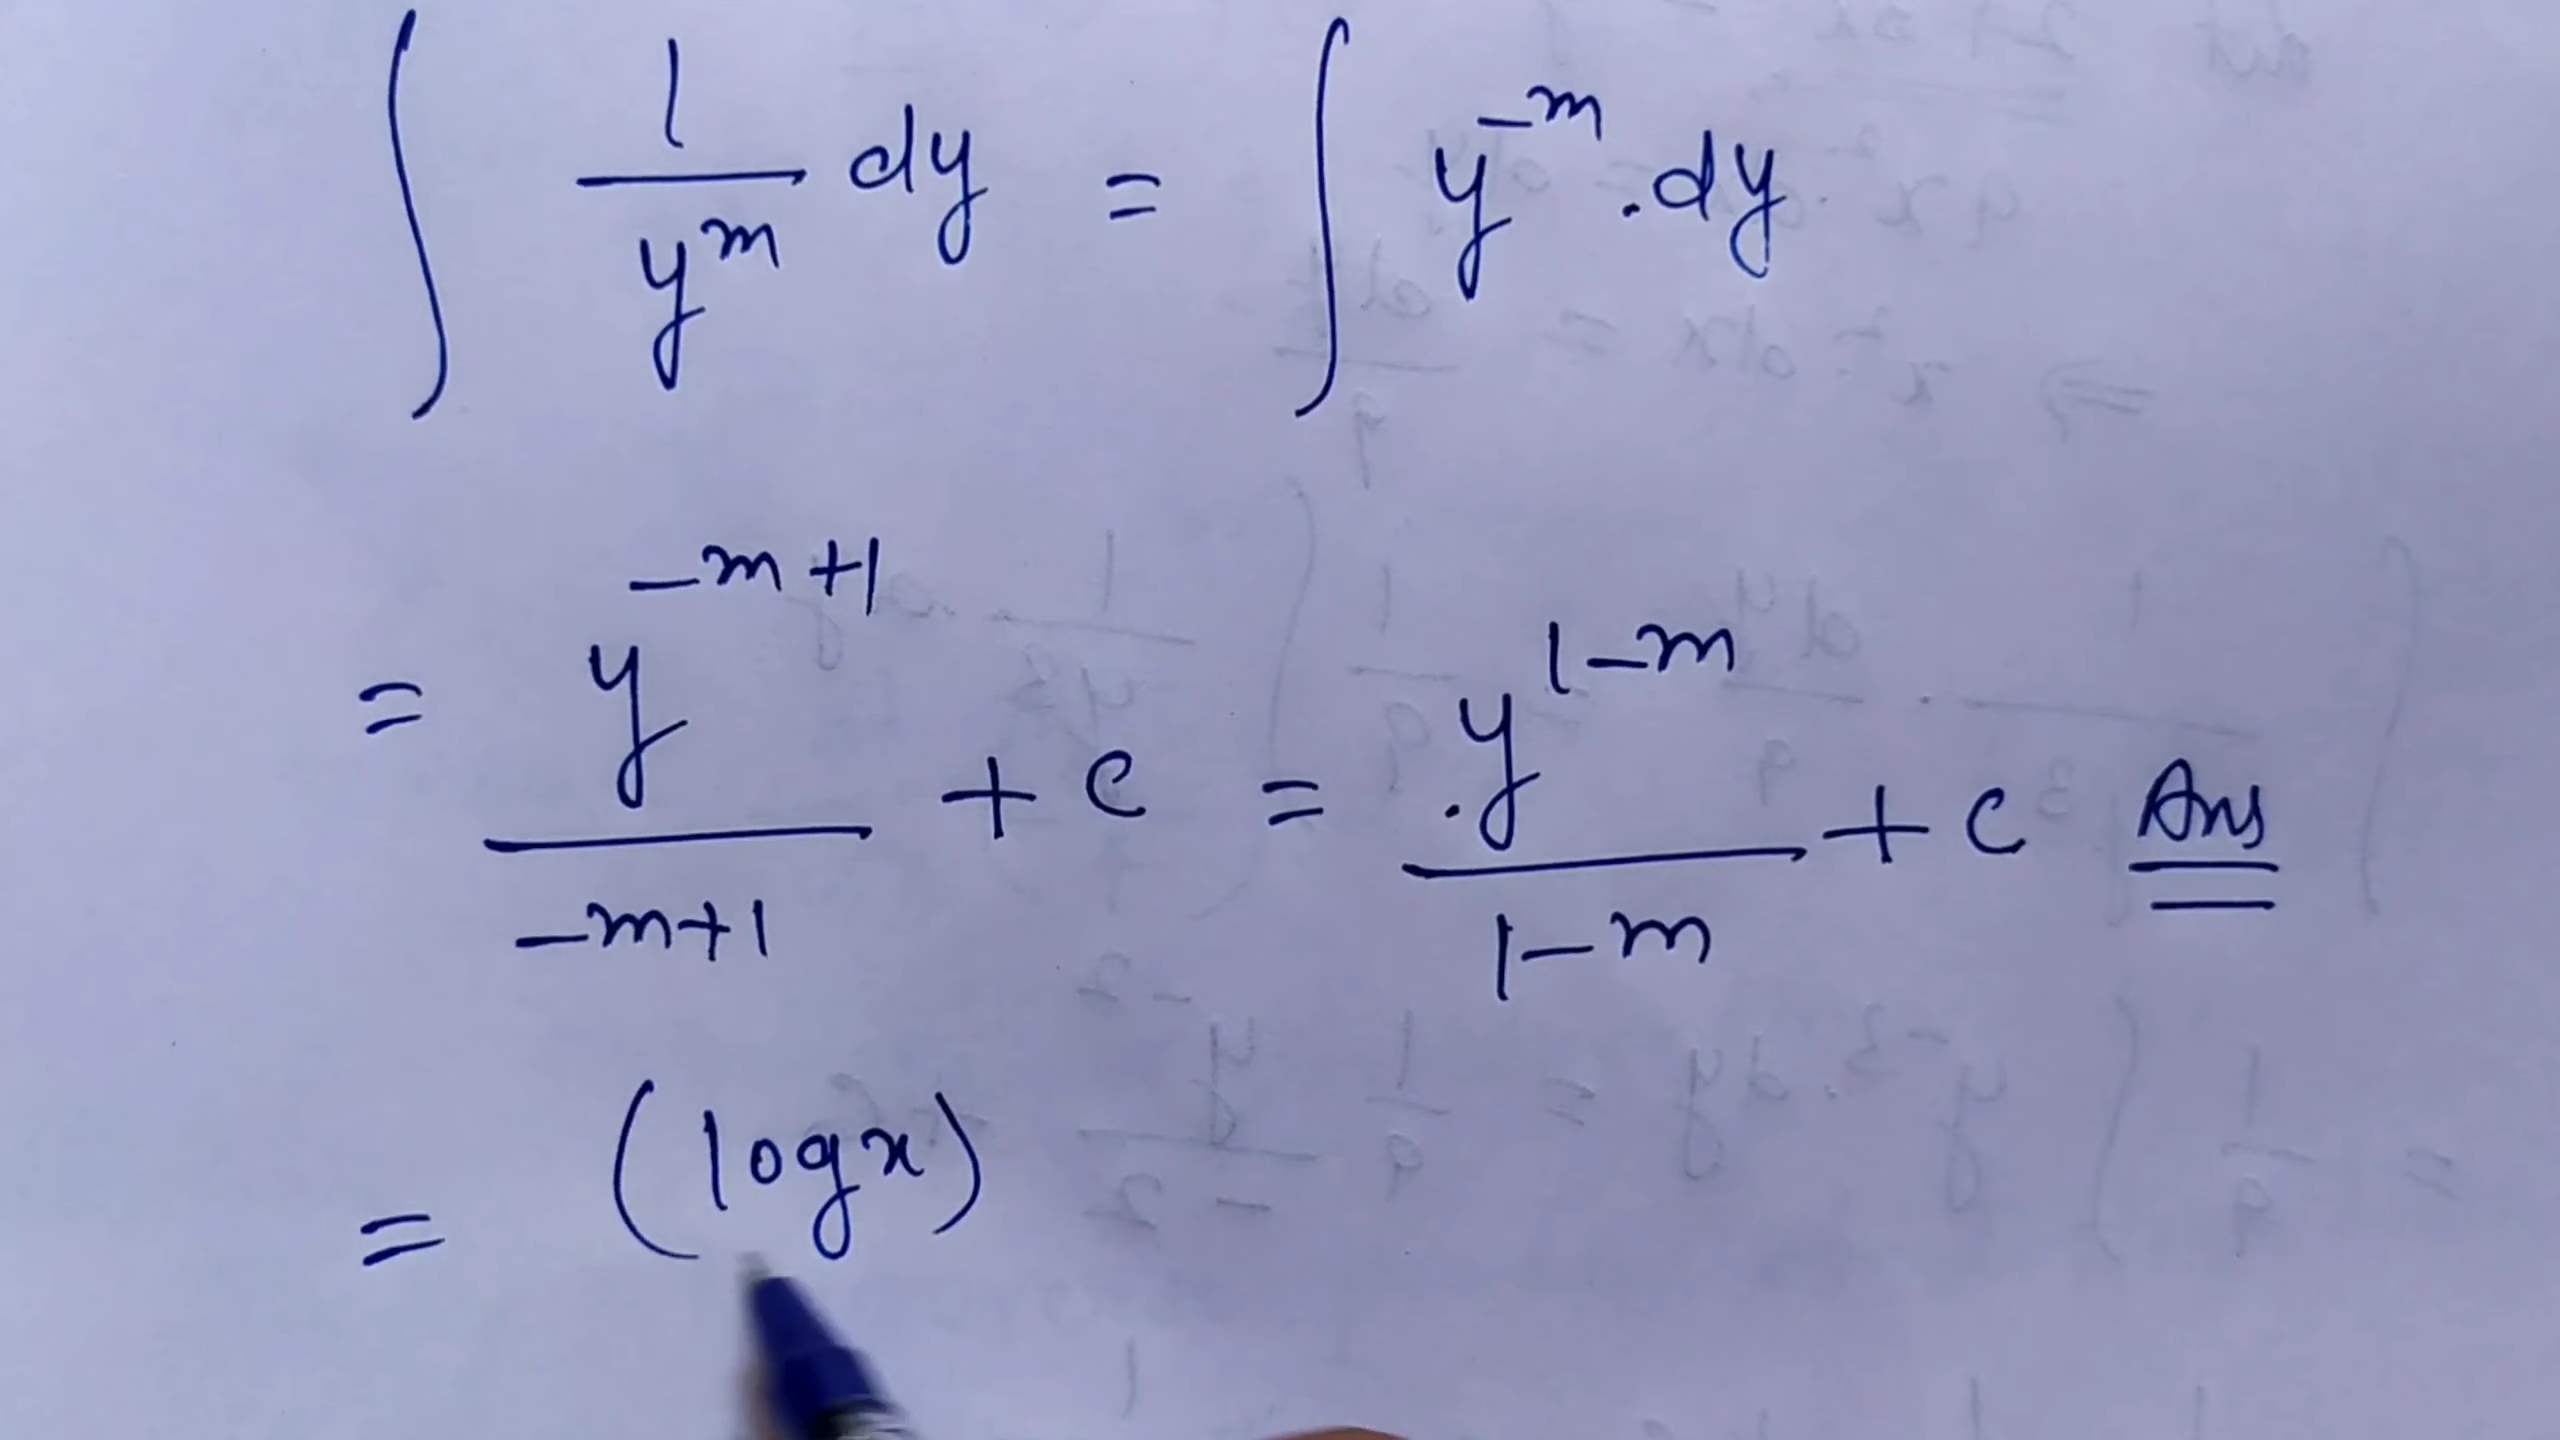 ∫ 1/y^m dy = ∫ y^-m . dy
= y^-m+1/-m+1 + c = .y^1-m/1-m + c Ans
= (log x)